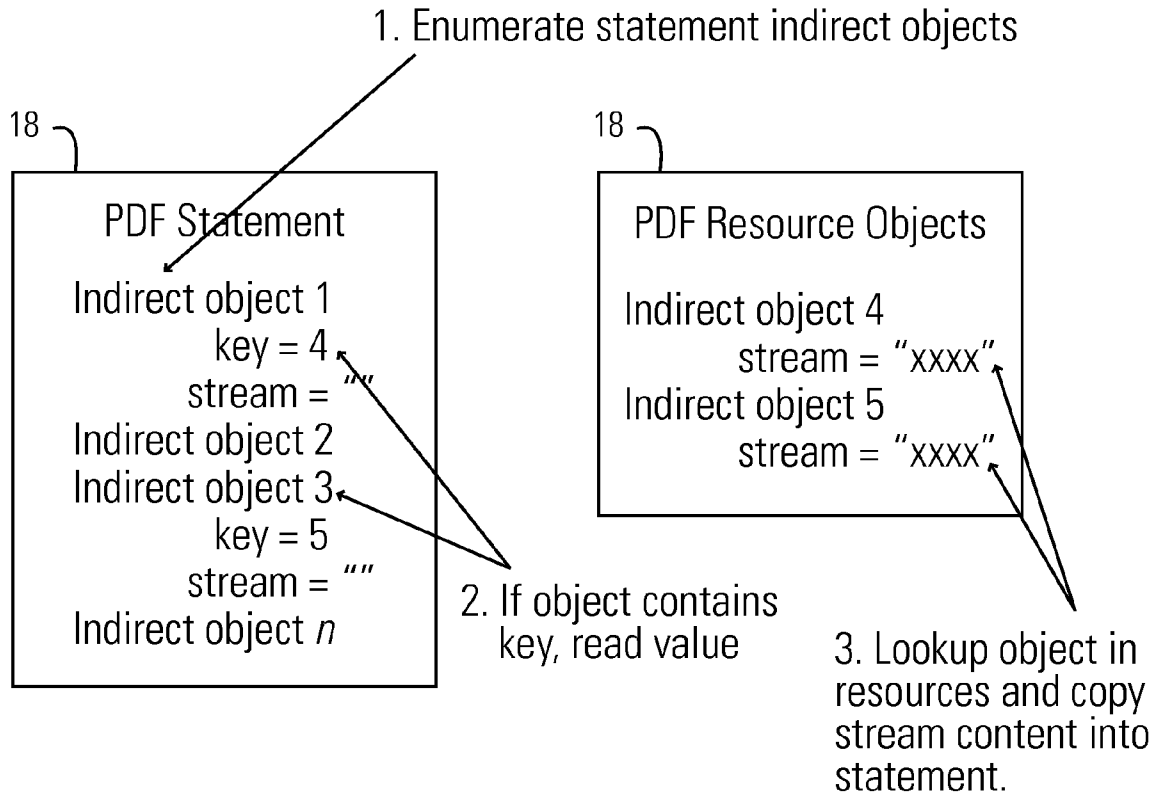 1. Enumerate statement indirect objects
18
PDF Statement
Indirect object 1
key = 4
stream = “”
Indirect object 2
Indirect object 3
key = 5
stream = “”
Indirect object n
2. If object contains
key, read value
18
PDF Resource Objects
Indirect object 4
stream = “xxxx”
Indirect object 5
stream = “xxxx”
3. Lookup object in
resources and copy
stream content into
statement.